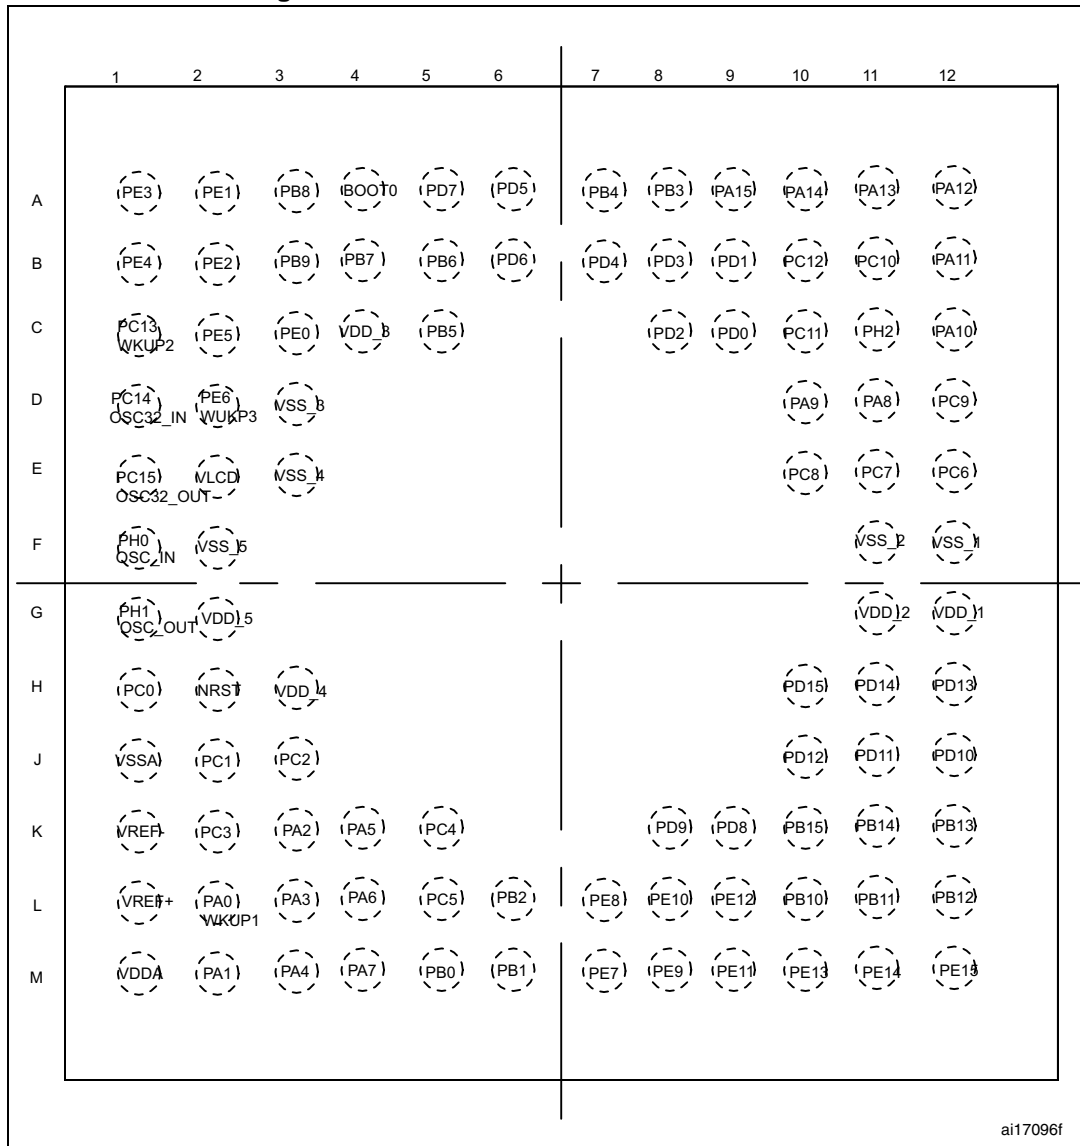 1 2 3 4 5 6 7 8 9 10 11 12
A PE3 PE1 PB8 BOOT0 PD7 PD5 PB4 PB3 PA15 PA14 PA13 PA12
B PE4 PE2 PB9 PB7 PB6 PD6 PD4 PD3 PD1 PC12 PC10 PA11
C PC13 WKUP2 PE5 PE0 VDD_3 PB5 PD2 PD0 PC11 PH2 PA10
D PC14 OSC32_IN PE6 WUKP3 VSS_3 PA9 PA8 PC9
E PC15 OSC32_OUT VLCD VSS_4 PC8 PC7 PC6
F PH0 OSC_IN VSS_5 VSS_2 VSS_1
G PH1 OSC_OUT VDD_5 VDD_2 VDD_1
H PC0 NRST VDD_4 PD15 PD14 PD13
J VSSA PC1 PC2 PD12 PD11 PD10
K VREF- PC3 PA2 PA5 PC4 PD9 PD8 PB15 PB14 PB13
L VREF+ PA0 WKUP1 PA3 PA6 PC5 PB2 PE8 PE10 PE12 PB10 PB11 PB12
M VDDA PA1 PA4 PA7 PB0 PB1 PE7 PE9 PE11 PE13 PE14 PE15
ai17096f